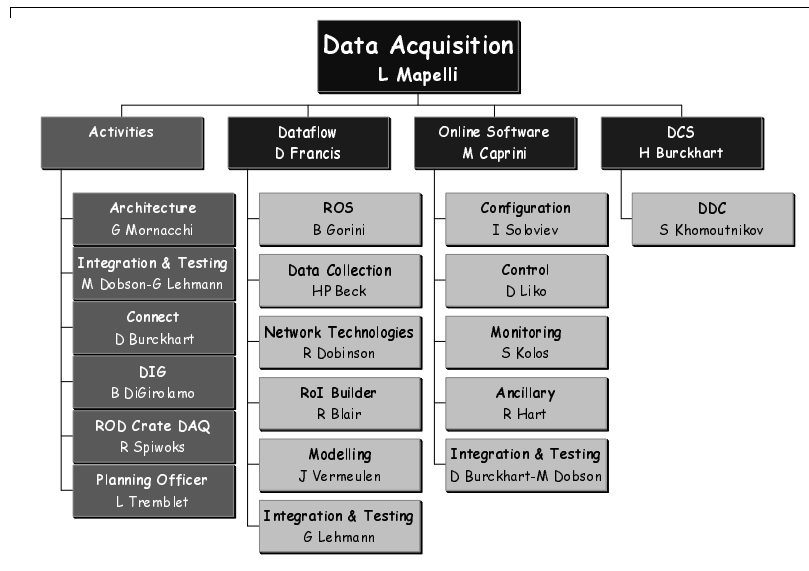 Data Acquisition
L Mapelli
Activities
Dataflow
D Francis
Online Software
M Caprini
DCS
H Burckhart
Architecture
G Mornacchi
Integration & Testing
M Dobson-G Lehmann
Connect
D Burckhart
DIG
B DiGirolamo
ROD Crate DAQ
R Spiwoks
Planning Officer
L Tremblet
ROS
B Gorini
Data Collection
HP Beck
Network Technologies
R Dobinson
RoI Builder
R Blair
Modelling
J Vermeulen
Integration & Testing
G Lehmann
Configuration
I Soloviev
Control
D Liko
Monitoring
S Kolos
Ancillary
R Hart
Integration & Testing
D Burckhart-M Dobson
DDC
S Khomoutnikov